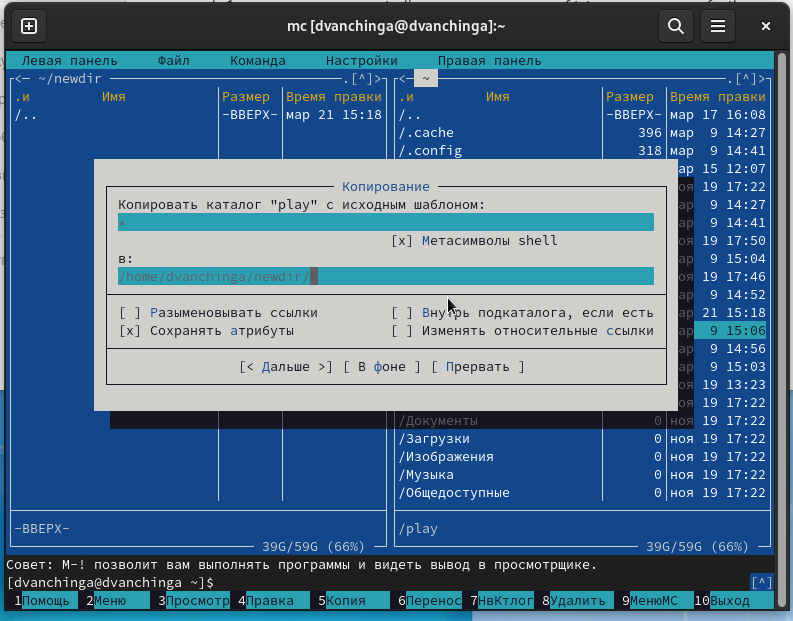 mc [dvanchinga@dvanchinga]:~
Левая панель Файл Команда Настройки Правая панель
<─ ~/newdir .[^]> <─ ~ .[^]>
.и Имя Размер Время правки .и Имя Размер Время правки
/.. -ВВЕРХ- мар 21 15:18 /.. -ВВЕРХ- мар 17 16:08
/.cache 396 мар 9 14:27
/.config 318 мар 9 14:41
ар 15 12:07
Копирование ноя 19 17:22
Копировать каталог "play" с исходным шаблоном: мар 9 14:27
* мар 9 14:41
[x] Метасимволы shell ноя 19 17:50
в: мар 9 15:04
/home/dvanchinga/newdir/ ноя 19 17:46
мар 9 14:52
[ ] Разыменовывать ссылки [ ] Внутрь подкаталога, если есть мар 21 15:18
[x] Сохранять атрибуты [ ] Изменять относительные ссылки мар 9 15:06
мар 9 14:56
[< Дальше >] [ В фоне ] [ Прервать ] мар 9 15:03
ноя 19 13:23
ноя 19 17:22
/Документы 0 ноя 19 17:22
/Загрузки 0 ноя 19 17:22
/Изображения 0 ноя 19 17:22
/Музыка 0 ноя 19 17:22
/Общедоступные 0 ноя 19 17:22
-ВВЕРХ- /play
39G/59G (66%) 39G/59G (66%)
Совет: M-! позволит вам выполнять программы и видеть вывод в просмотрщике.
[dvanchinga@dvanchinga ~]$ [^]
1Помощь 2Меню 3Просмотр 4Правка 5Копия 6Перенос 7НвКтлог 8Удалить 9МенюМС 10Выход